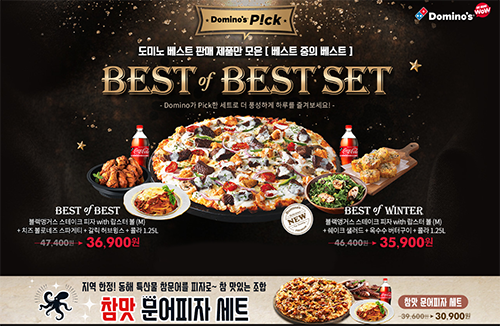 Domino's P!ck
Domino's
WOW
도미노 베스트 판매 제품만 모은 [ 베스트 중의 베스트 ]
BEST of BEST SET
- Domino가 P!ck한 세트로 더 풍성하게 하루를 즐겨보세요! -
Coca-Cola
Coca-Cola
NEW
BEST of BEST
블랙앵거스 스테이크 피자 with 랍스터 볼 (M)
+ 치즈 볼로네즈 스파게티 + 갈릭 허브윙스 + 콜라 1.25L
47,400원 ▸ 36,900원
BEST of WINTER
블랙앵거스 스테이크 피자 with 랍스터 볼 (M)
+ 쉐이크 샐러드 + 옥수수 버터구이 + 콜라 1.25L
46,400원 ▸ 35,900원
지역 한정! 동해 특산물 참문어를 피자로~ 참 맛있는 조합
참맛 문어피자 세트
참맛 문어피자 세트
39,600원 ▸ 30,900원